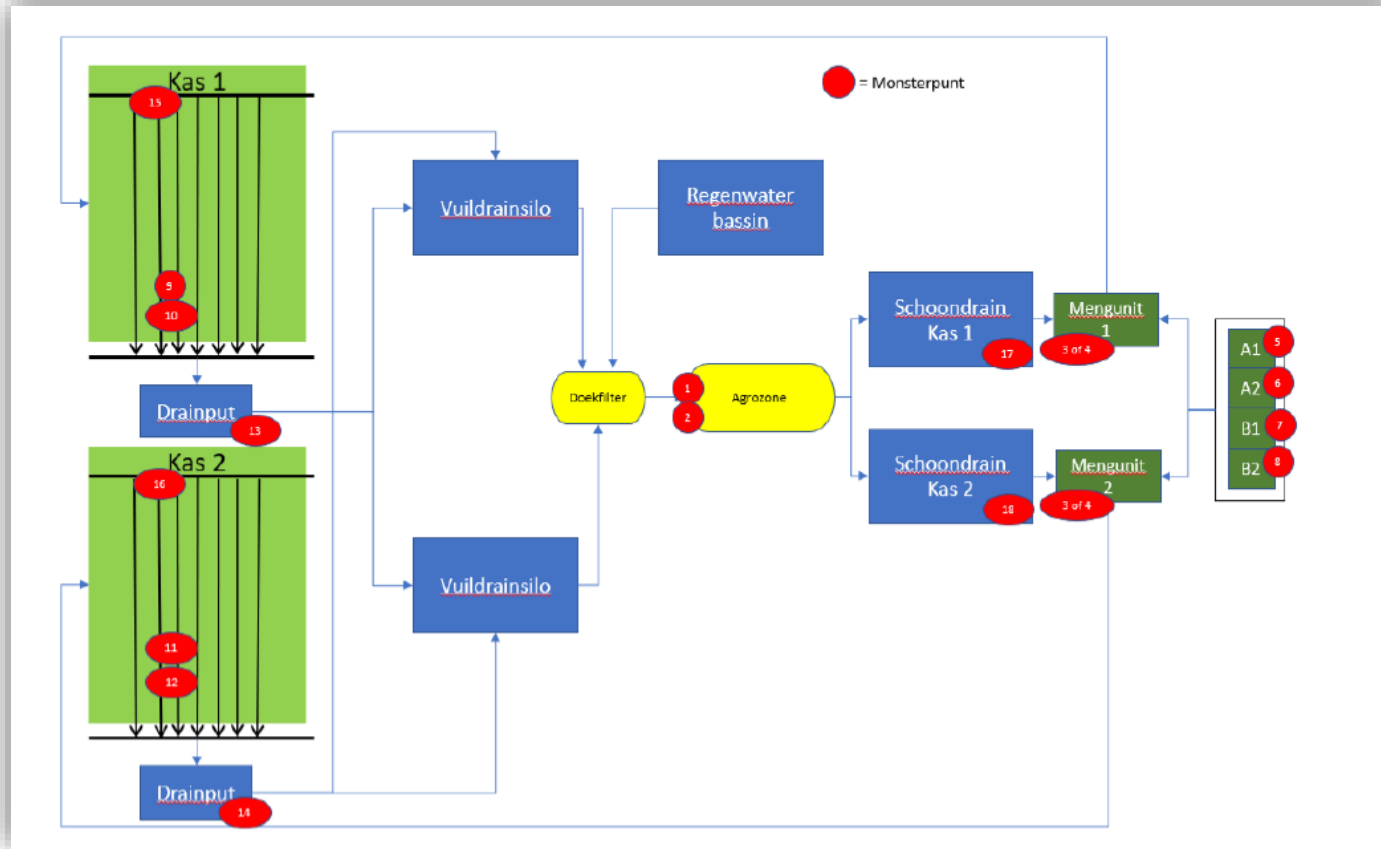 Kas 1
15
9
10
Drainput
13
Kas 2
16
11
12
Drainput
14
Vuildrainsilo
Vuildrainsilo
Regenwater
bassin
= Monsterpunt
Doekfilter
1
2
Agrozone
Schoondrain
Kas 1
17
Mengunit
1
3 of 4
Schoondrain
Kas 2
18
Mengunit
2
3 of 4
A1
5
A2
6
B1
7
B2
8